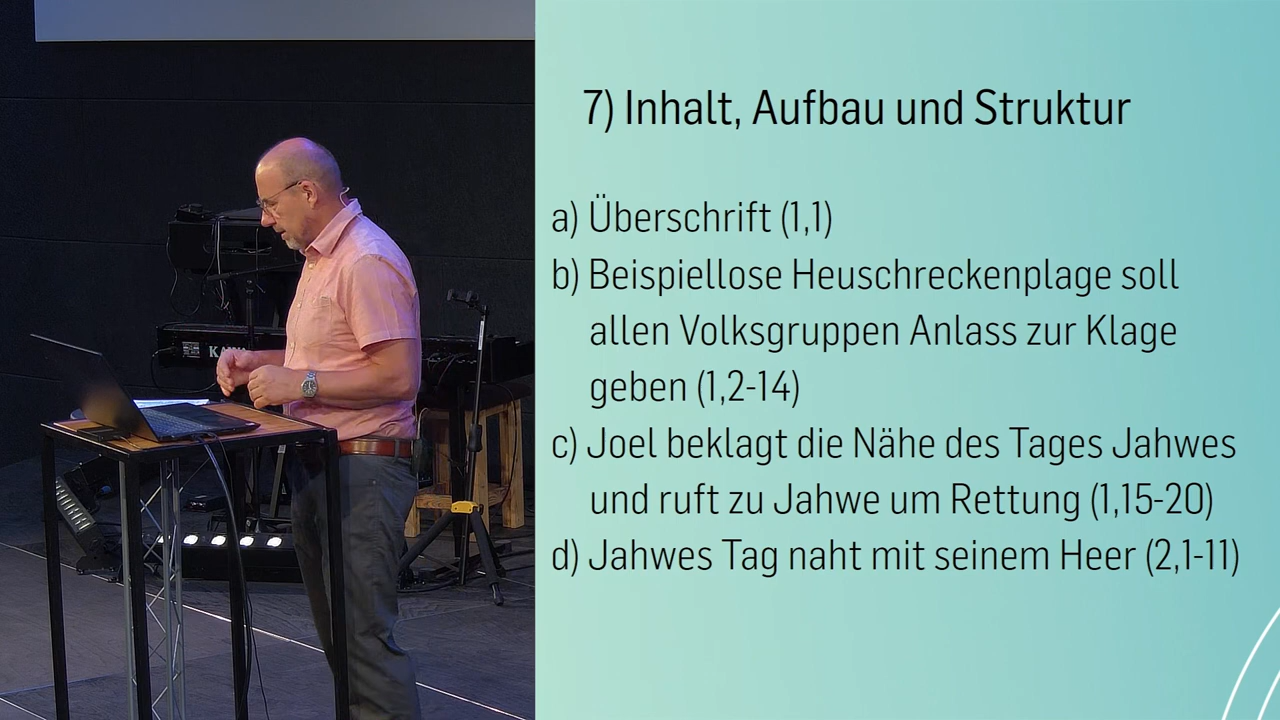 7) Inhalt, Aufbau und Struktur
a) Überschrift (1,1)
b) Beispiellose Heuschreckenplage soll
allen Volksgruppen Anlass zur Klage
geben (1,2-14)
c) Joel beklagt die Nähe des Tages Jahwes
und ruft zu Jahwe um Rettung (1,15-20)
d) Jahwes Tag naht mit seinem Heer (2,1-11)